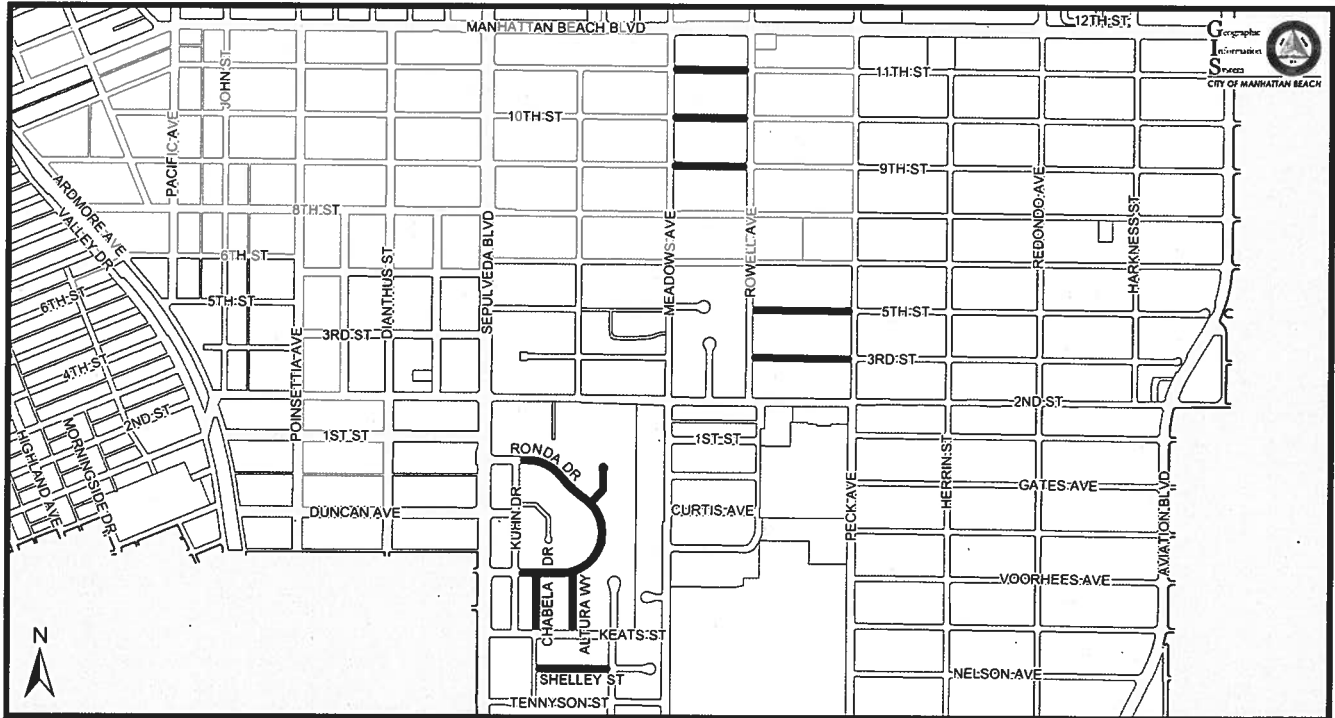 MANHATTAN BEACH BLVD
12TH ST
Geographic
Information
Systems
CITY OF MANHATTAN BEACH
JOHN ST
11TH ST
10TH ST
PACIFIC AVE
9TH ST
ARDMORE AVE
VALLEY DR
8TH ST
SEPULVEDA BLVD
MEADOWS AVE
ROWELL AVE
REDONDO AVE
HARKNESS ST
6TH ST
DIANTHUS ST
6TH ST
5TH ST
5TH ST
POINSETTIA AVE
3RD ST
3RD ST
4TH ST
2ND ST
2ND ST
HIGHLAND AVE
MORNINGSIDE DR
1ST ST
1ST ST
RONDA DR
HERRIN ST
PECK AVE
GATES AVE
AVIATION BLVD
DUNCAN AVE
KUHN DR
CURTIS AVE
CHABELA DR
ALTURA WY
VOORHEES AVE
N
KEATS ST
SHELLEY ST
NELSON AVE
TENNYSON ST